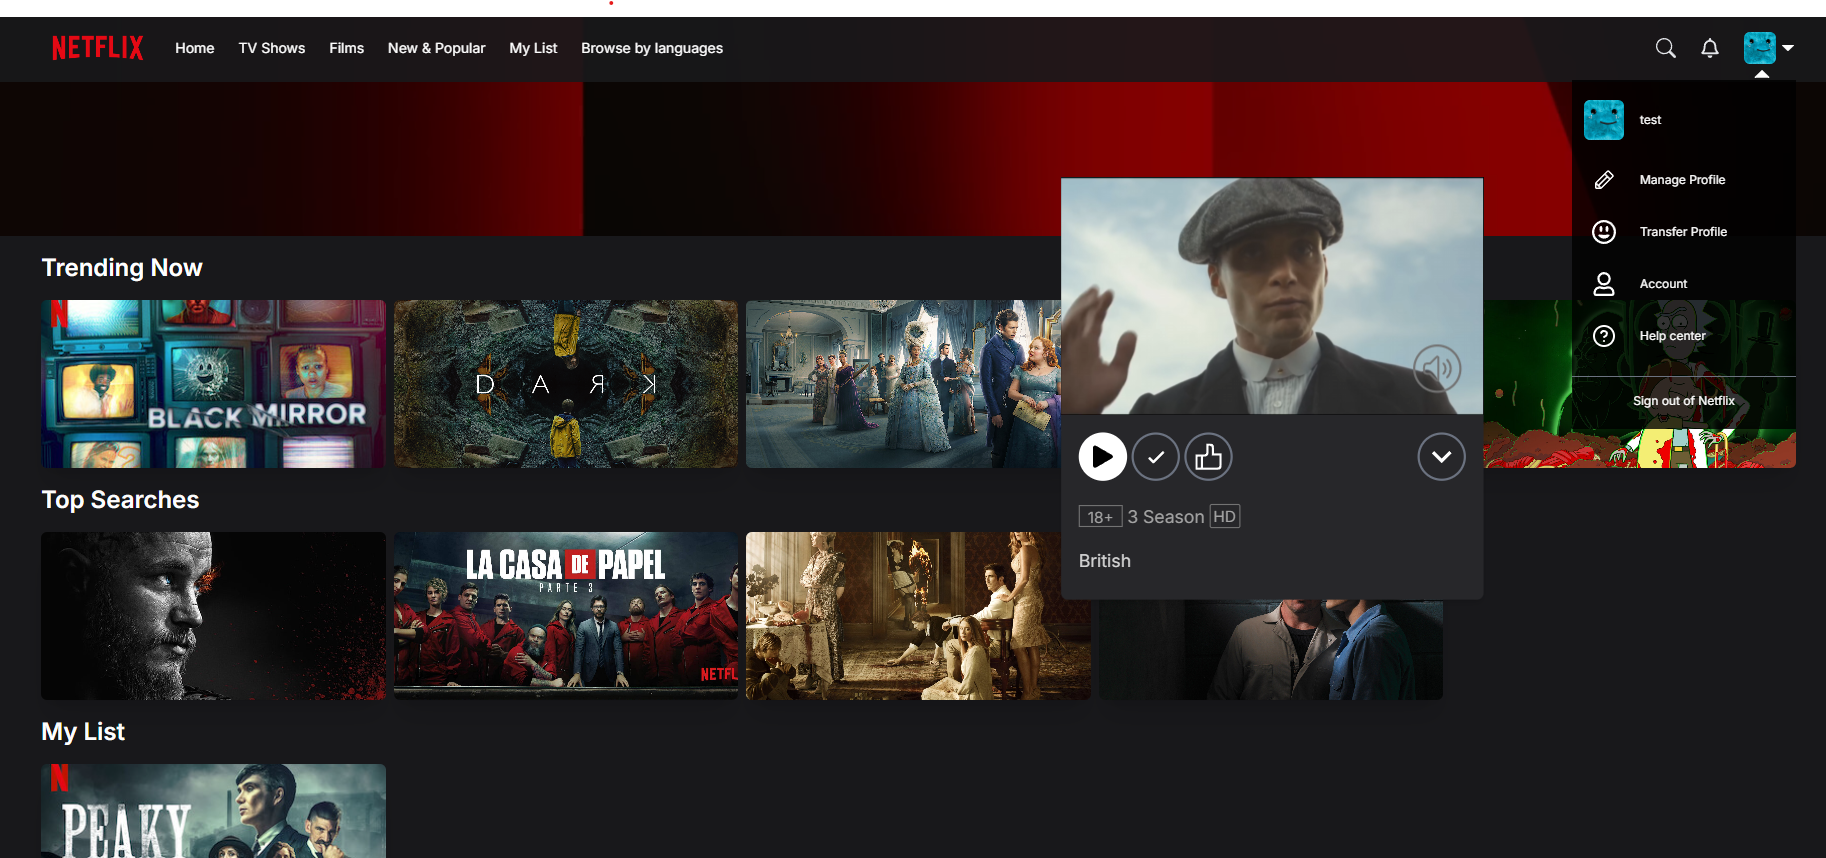 NETFLIX Home TV Shows Films New & Popular My List Browse by languages
test
Manage Profile
Transfer Profile
Account
Help center
Sign out of Netflix
Trending Now
N
BLACK MIRROR
D A R K
18+ 3 Season HD
British
Top Searches
LA CASA DE PAPEL
PARTE 3
NETFL
My List
N
PEAKY